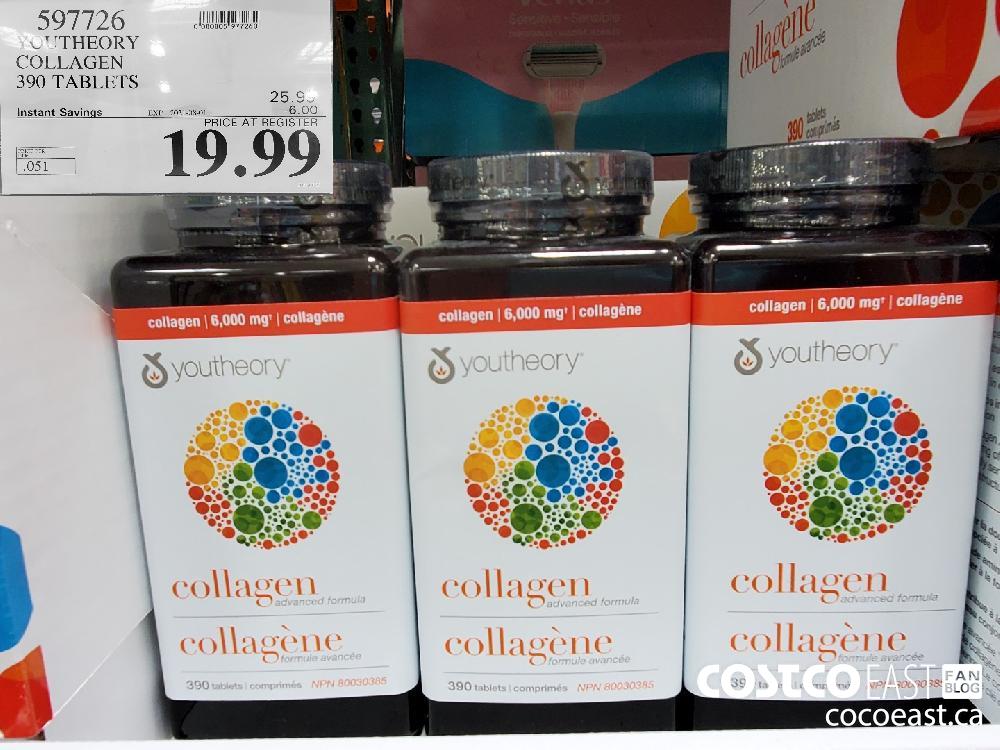 597726
YOUTHEORY
COLLAGEN
390 TABLETS
25.99
Instant Savings
6.00
PRICE AT REGISTER
19.99
.051
Venus
Sensitive - Sensible
collagène
formule avancée
390 tablets
comprimés
collagen | 6,000 mg† | collagène
youtheory
collagen
advanced formula
collagène
formule avancée
390 tablets | comprimés NPN 80030385
collagen | 6,000 mg† | collagène
youtheory
collagen
advanced formula
collagène
formule avancée
390 tablets | comprimés NPN 80030385
collagen | 6,000 mg† | collagène
youtheory
collagen
advanced formula
collagène
formule avancée
COSTCO EAST FAN BLOG
cocoeast.ca